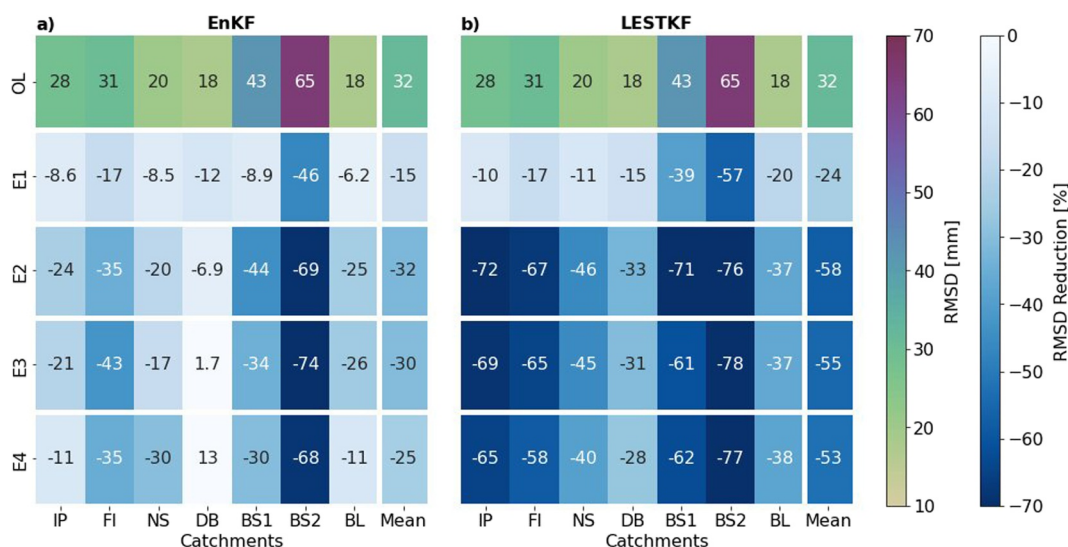 a) EnKF
b) LESTKF
OL 28 31 20 18 43 65 18 32
28 31 20 18 43 65 18 32
E1 -8.6 -17 -8.5 -12 -8.9 -46 -6.2 -15
-10 -17 -11 -15 -39 -57 -20 -24
E2 -24 -35 -20 -6.9 -44 -69 -25 -32
-72 -67 -46 -33 -71 -76 -37 -58
E3 -21 -43 -17 1.7 -34 -74 -26 -30
-69 -65 -45 -31 -61 -78 -37 -55
E4 -11 -35 -30 13 -30 -68 -11 -25
-65 -58 -40 -28 -62 -77 -38 -53
IP FI NS DB BS1 BS2 BL Mean
Catchments
IP FI NS DB BS1 BS2 BL Mean
Catchments
70
60
50
40
30
20
10
RMSD [mm]
0
−10
−20
−30
−40
−50
−60
−70
RMSD Reduction [%]